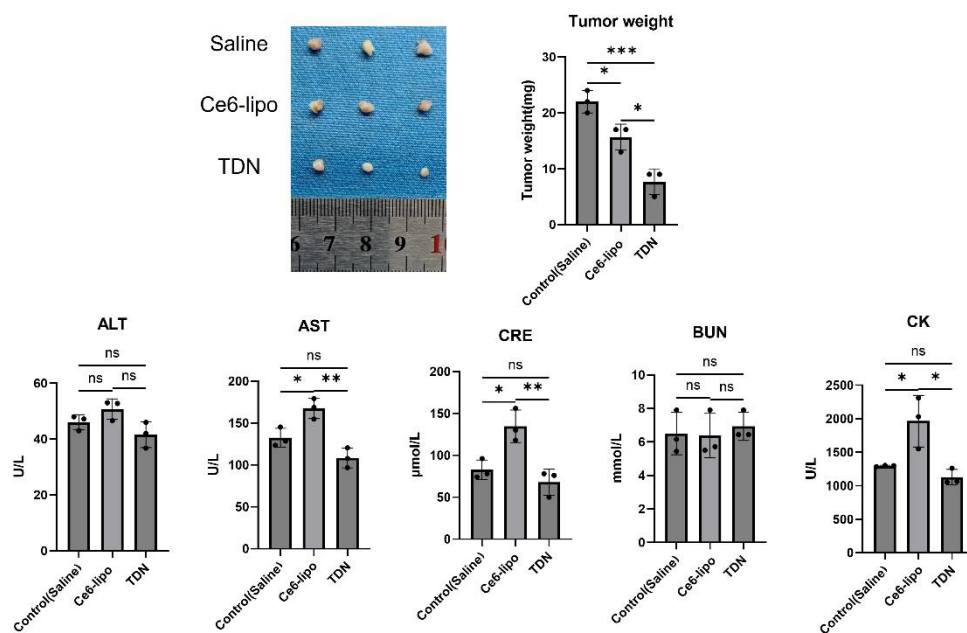 Saline
Ce6-lipo
TDN
6 7 8 9 10
Tumor weight
***
*
*
Tumor weight(mg)
30
20
10
0
Control(Saline)
Ce6-lipo
TDN
ALT
ns
ns
ns
U/L
60
40
20
0
Control(Saline)
Ce6-lipo
TDN
AST
ns
*
**
U/L
200
150
100
50
0
Control(Saline)
Ce6-lipo
TDN
CRE
ns
*
**
μmol/L
200
150
100
50
0
Control(Saline)
Ce6-lipo
TDN
BUN
ns
ns
ns
mmol/L
10
8
6
4
2
0
Control(Saline)
Ce6-lipo
TDN
CK
ns
*
*
U/L
2500
2000
1500
1000
500
0
Control(Saline)
Ce6-lipo
TDN